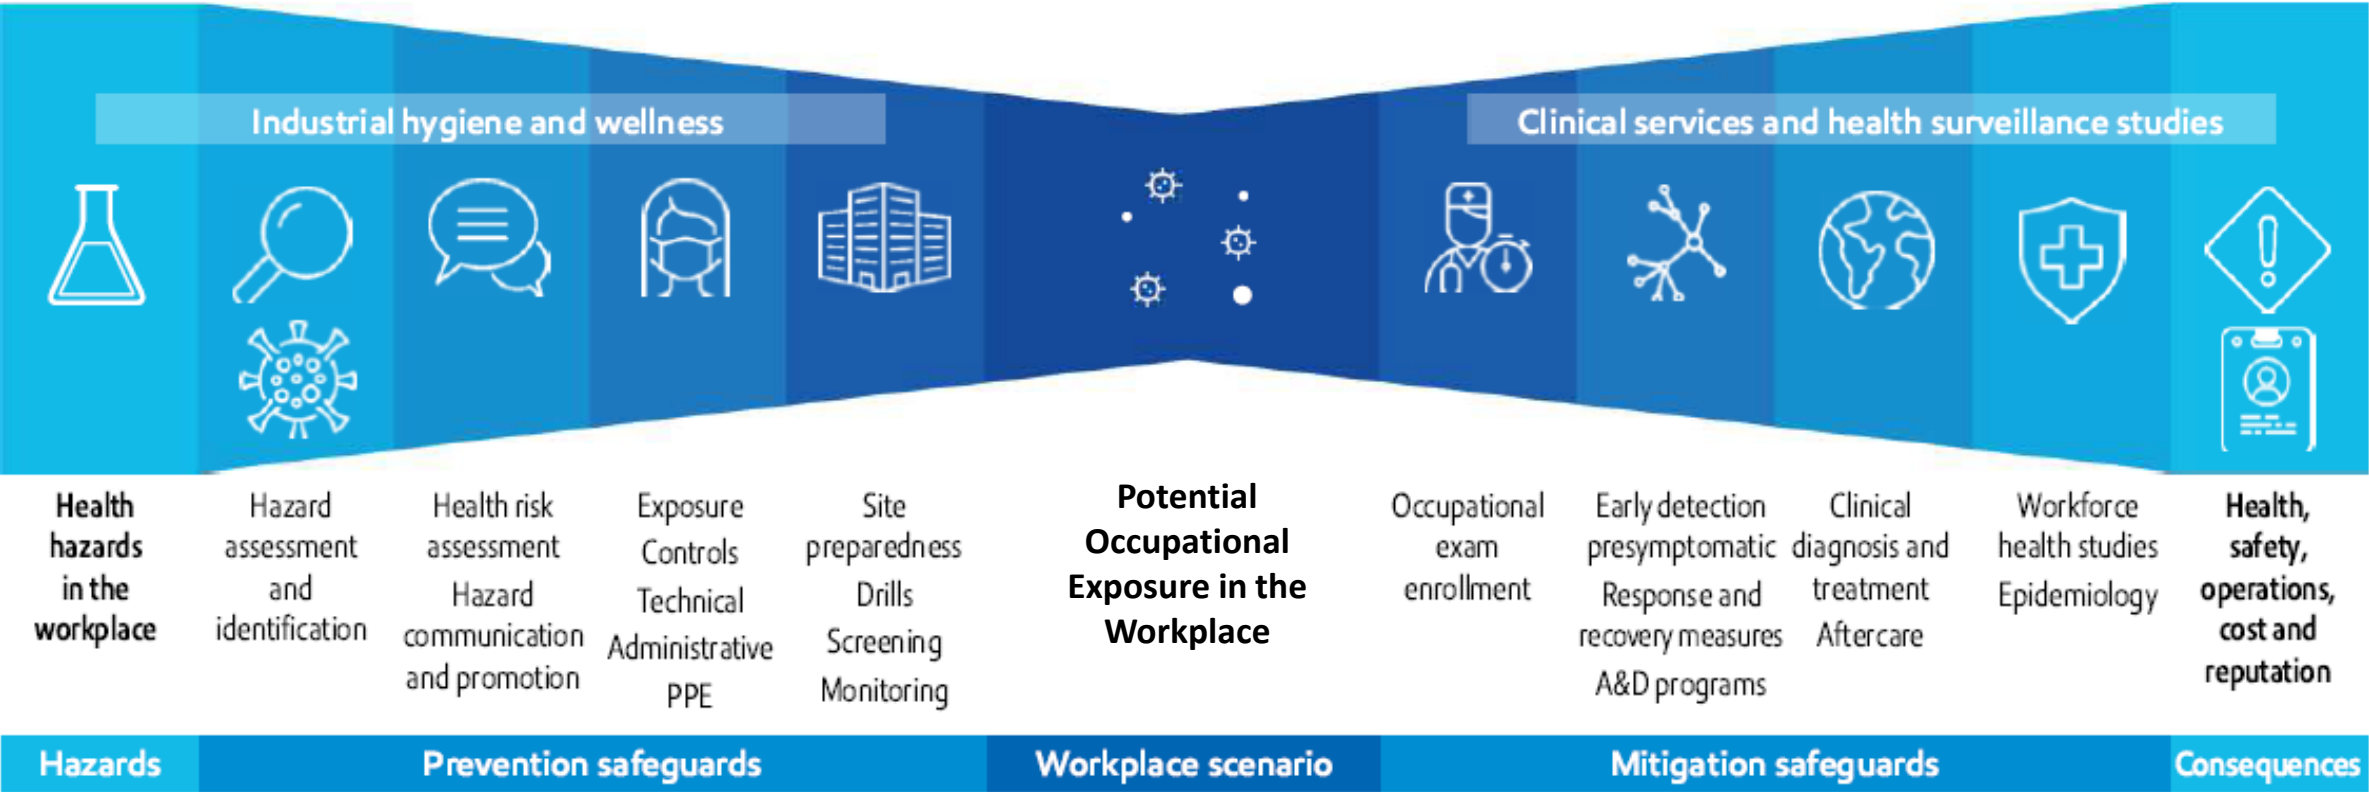 Industrial hygiene and wellness
Clinical services and health surveillance studies
Health
hazards
in the
workplace
Hazard
assessment
and
identification
Health risk
assessment
Hazard
communication
and promotion
Exposure
Controls
Technical
Administrative
PPE
Site
preparedness
Drills
Screening
Monitoring
Potential
Occupational
Exposure in the
Workplace
Occupational
exam
enrollment
Early detection
presymptomatic
Response and
recovery measures
A&D programs
Clinical
diagnosis and
treatment
Aftercare
Workforce
health studies
Epidemiology
Health,
safety,
operations,
cost and
reputation
Hazards
Prevention safeguards
Workplace scenario
Mitigation safeguards
Consequences